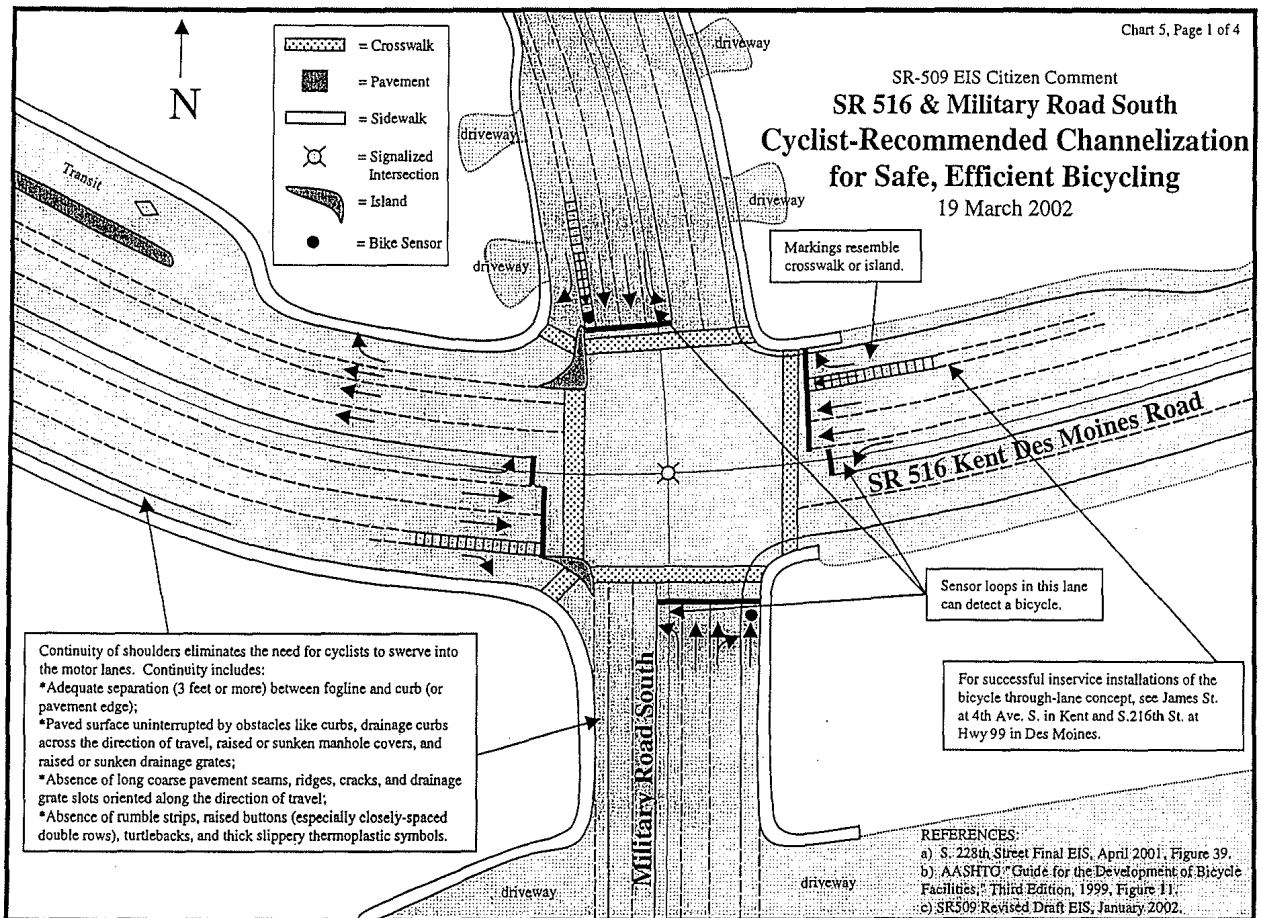 Chart 5, Page 1 of 4
SR-509 EIS Citizen Comment
SR 516 & Military Road South
Cyclist-Recommended Channelization
for Safe, Efficient Bicycling
19 March 2002
N
= Crosswalk
= Pavement
= Sidewalk
= Signalized
Intersection
= Island
= Bike Sensor
Transit
driveway
driveway
driveway
driveway
Markings resemble
crosswalk or island.
SR 516 Kent Des Moines Road
Sensor loops in this lane
can detect a bicycle.
For successful inservice installations of the
bicycle through-lane concept, see James St.
at 4th Ave. S. in Kent and S.216th St. at
Hwy 99 in Des Moines.
Continuity of shoulders eliminates the need for cyclists to swerve into
the motor lanes. Continuity includes:
*Adequate separation (3 feet or more) between fogline and curb (or
pavement edge);
*Paved surface uninterrupted by obstacles like curbs, drainage curbs
across the direction of travel, raised or sunken manhole covers, and
raised or sunken drainage grates;
*Absence of long coarse pavement seams, ridges, cracks, and drainage
grate slots oriented along the direction of travel;
*Absence of rumble strips, raised buttons (especially closely-spaced
double rows), turtlebacks, and thick slippery thermoplastic symbols.
Military Road South
driveway
driveway
REFERENCES:
a) S. 228th Street Final EIS, April 2001, Figure 39.
b) AASHTO "Guide for the Development of Bicycle
Facilities," Third Edition, 1999, Figure 11.
c) SR509 Revised Draft EIS, January 2002.